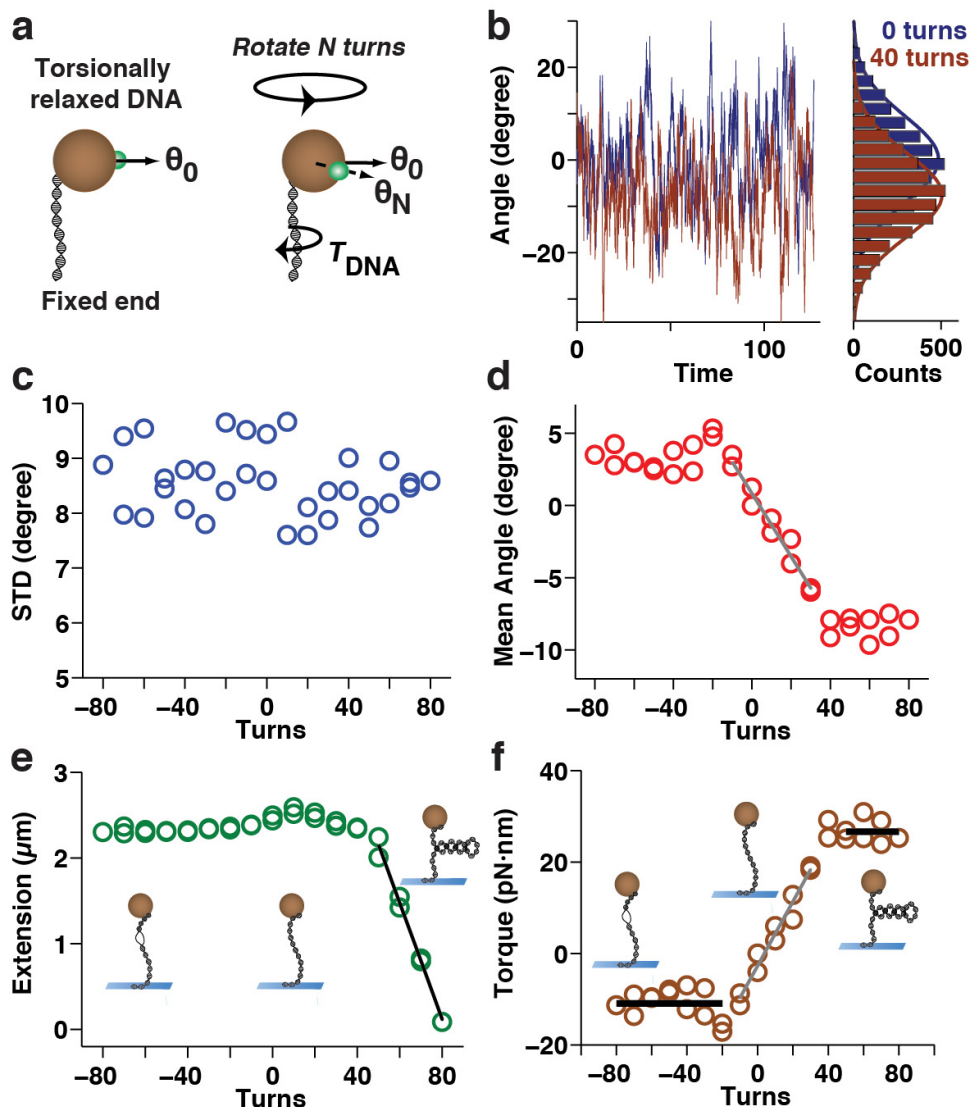 a
Rotate N turns
Torsionally
relaxed DNA
θ0
θ0
θN
TDNA
Fixed end
b
0 turns
40 turns
Angle (degree)
20
0
−20
0
100
Time
0
500
Counts
c
STD (degree)
10
9
8
7
6
5
−80
−40
0
40
80
Turns
d
Mean Angle (degree)
5
0
−5
−10
−80
−40
0
40
80
Turns
e
Extension (µm)
3
2
1
0
−80
−40
0
40
80
Turns
f
Torque (pN·nm)
40
20
0
−20
−80
−40
0
40
80
Turns